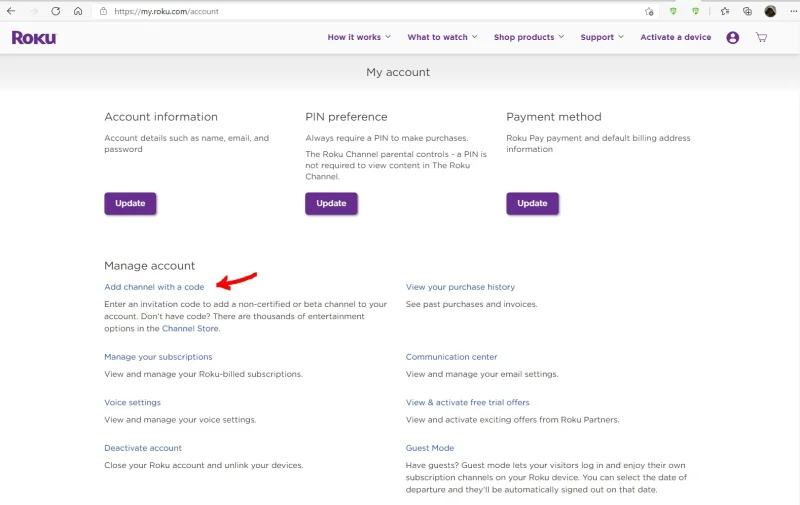 https://my.roku.com/account
Roku
How it works
What to watch
Shop products
Support
Activate a device
My account
Account information
Account details such as name, email, and
password
Update
PIN preference
Always require a PIN to make purchases.
The Roku Channel parental controls - a PIN is
not required to view content in The Roku
Channel.
Update
Payment method
Roku Pay payment and default billing address
information
Update
Manage account
Add channel with a code
Enter an invitation code to add a non-certified or beta channel to your
account. Don't have code? There are thousands of entertainment
options in the Channel Store.
View your purchase history
See past purchases and invoices.
Manage your subscriptions
View and manage your Roku-billed subscriptions.
Communication center
View and manage your email settings.
Voice settings
View and manage your voice settings.
View & activate free trial offers
View and activate exciting offers from Roku Partners.
Deactivate account
Close your Roku account and unlink your devices.
Guest Mode
Have guests? Guest mode lets your visitors log in and enjoy their own
subscription channels on your Roku device. You can select the date of
departure and they'll be automatically signed out on that date.